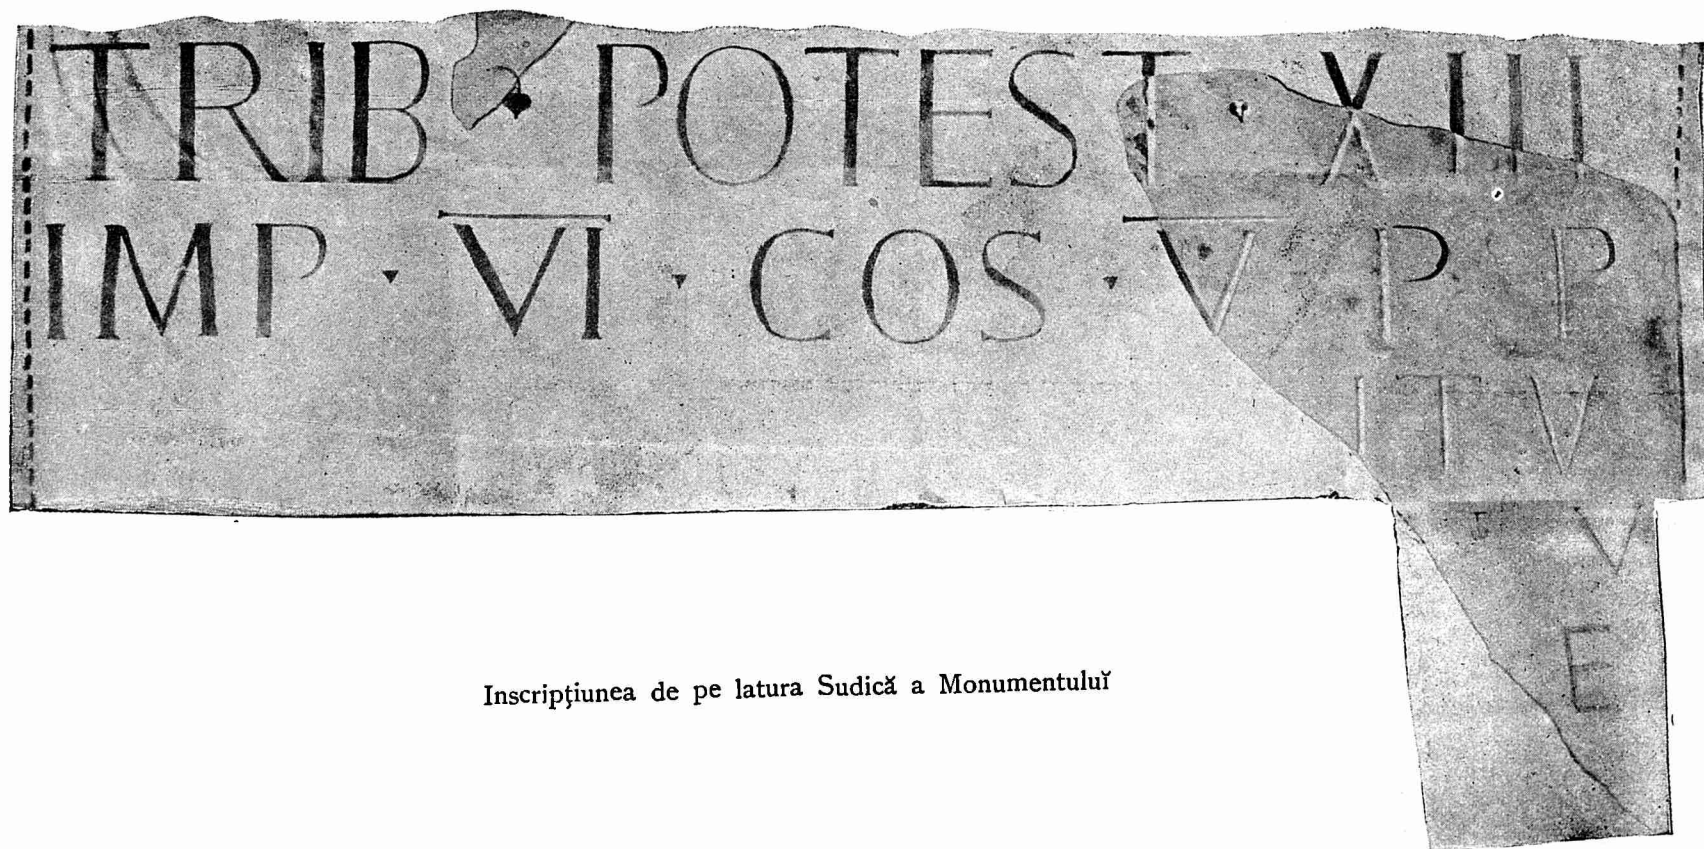 TRIB · POTEST · XIII
IMP · VI · COS · V P P
ITV
V
E
Inscripţiunea de pe latura Sudică a Monumentuluĭ